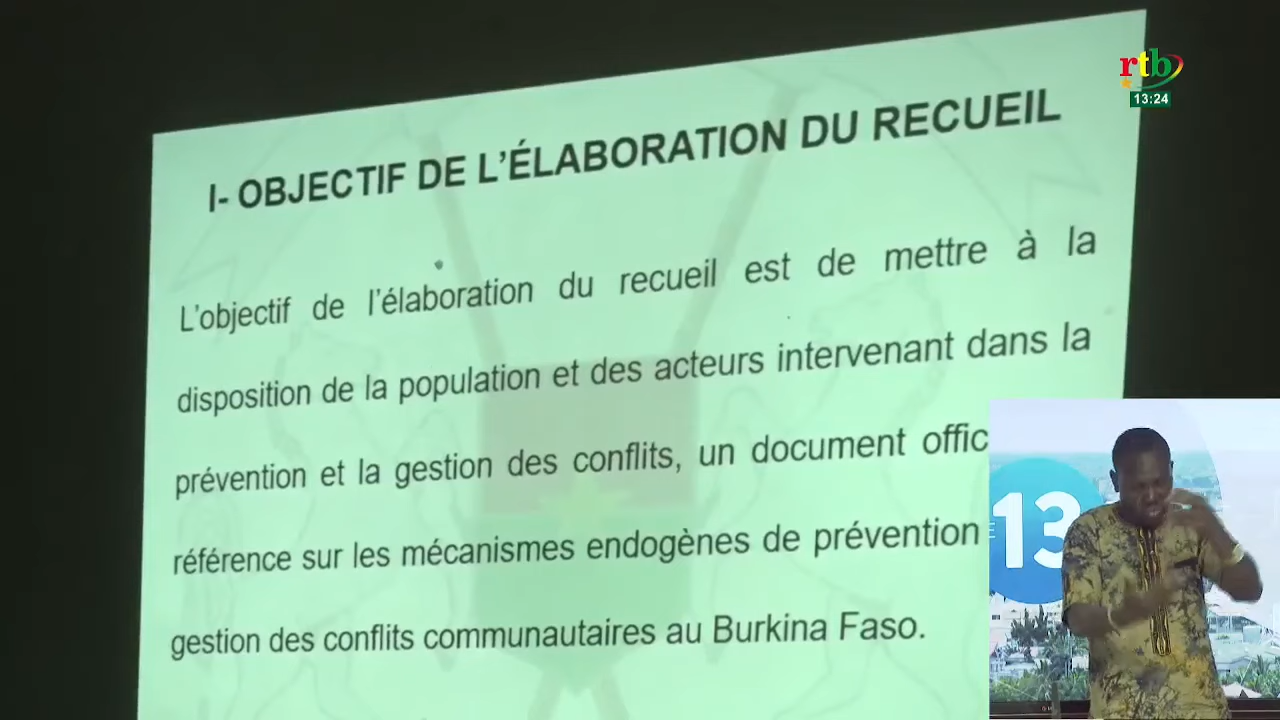 rtb
13:24
I- OBJECTIF DE L'ÉLABORATION DU RECUEIL
L'objectif de l'élaboration du recueil est de mettre à la
disposition de la population et des acteurs intervenant dans la
prévention et la gestion des conflits, un document offic
référence sur les mécanismes endogènes de prévention
gestion des conflits communautaires au Burkina Faso.
13